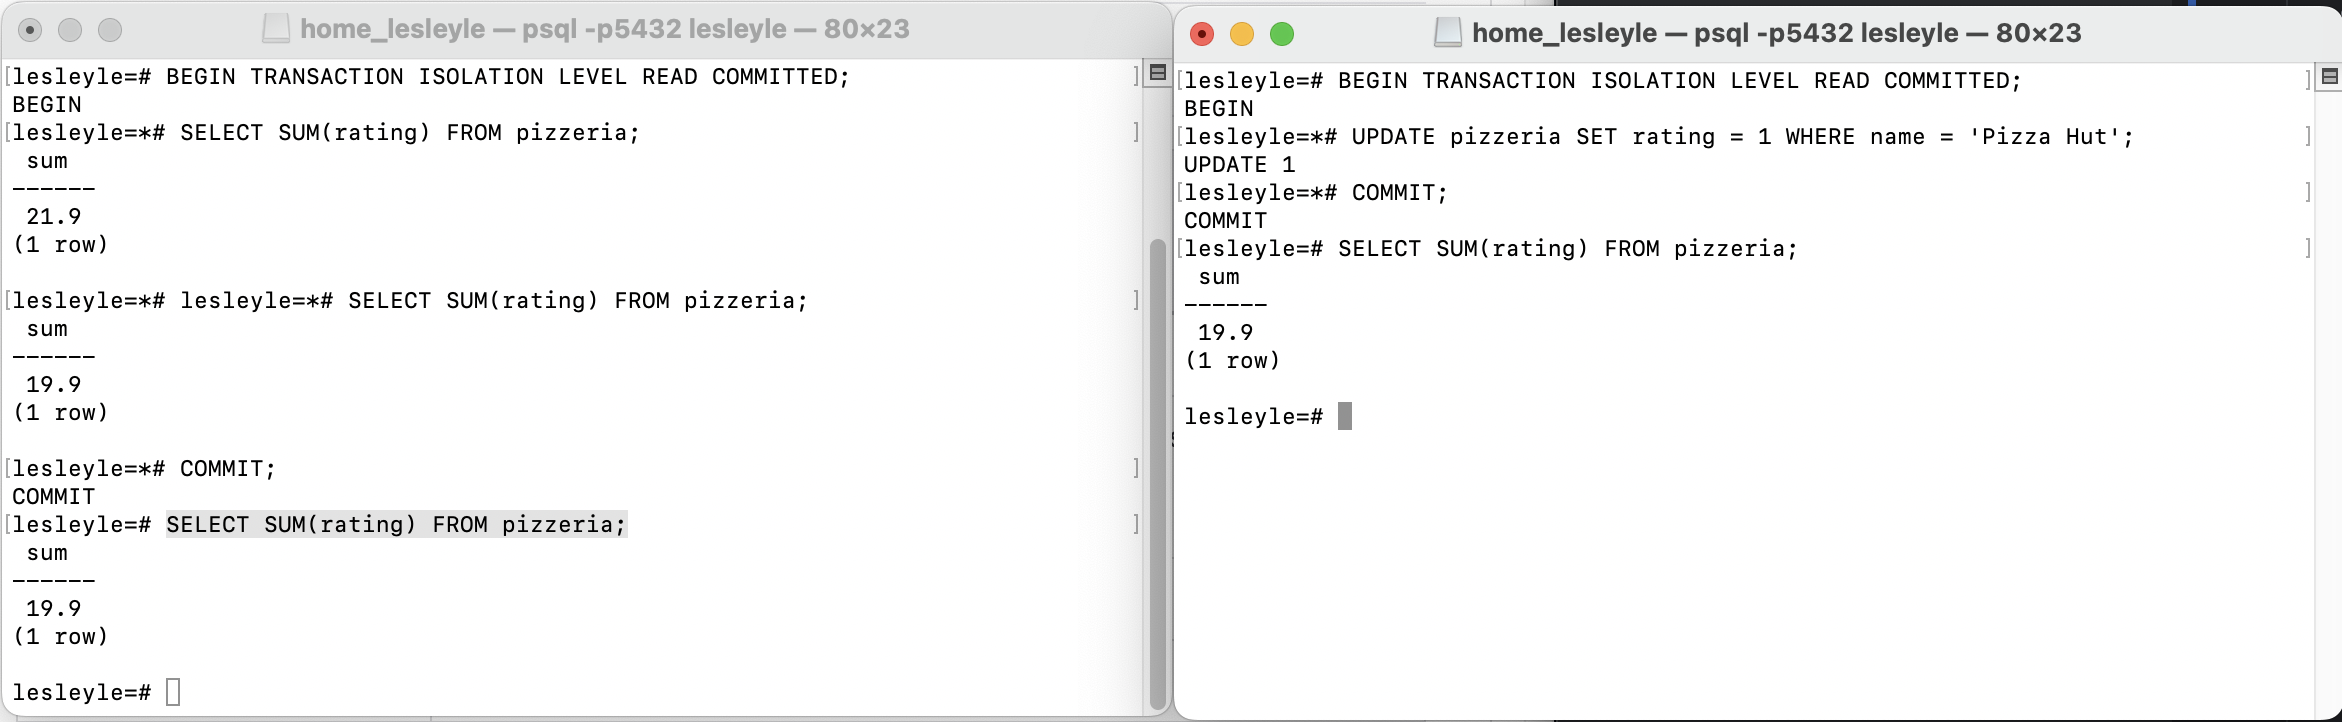 home_lesleyle — psql -p5432 lesleyle — 80×23
lesleyle=# BEGIN TRANSACTION ISOLATION LEVEL READ COMMITTED;
BEGIN
lesleyle=*# SELECT SUM(rating) FROM pizzeria;
sum
------
21.9
(1 row)
lesleyle=*# lesleyle=*# SELECT SUM(rating) FROM pizzeria;
sum
------
19.9
(1 row)
lesleyle=*# COMMIT;
COMMIT
lesleyle=# SELECT SUM(rating) FROM pizzeria;
sum
------
19.9
(1 row)
lesleyle=#
home_lesleyle — psql -p5432 lesleyle — 80×23
lesleyle=# BEGIN TRANSACTION ISOLATION LEVEL READ COMMITTED;
BEGIN
lesleyle=*# UPDATE pizzeria SET rating = 1 WHERE name = 'Pizza Hut';
UPDATE 1
lesleyle=*# COMMIT;
COMMIT
lesleyle=# SELECT SUM(rating) FROM pizzeria;
sum
------
19.9
(1 row)
lesleyle=#